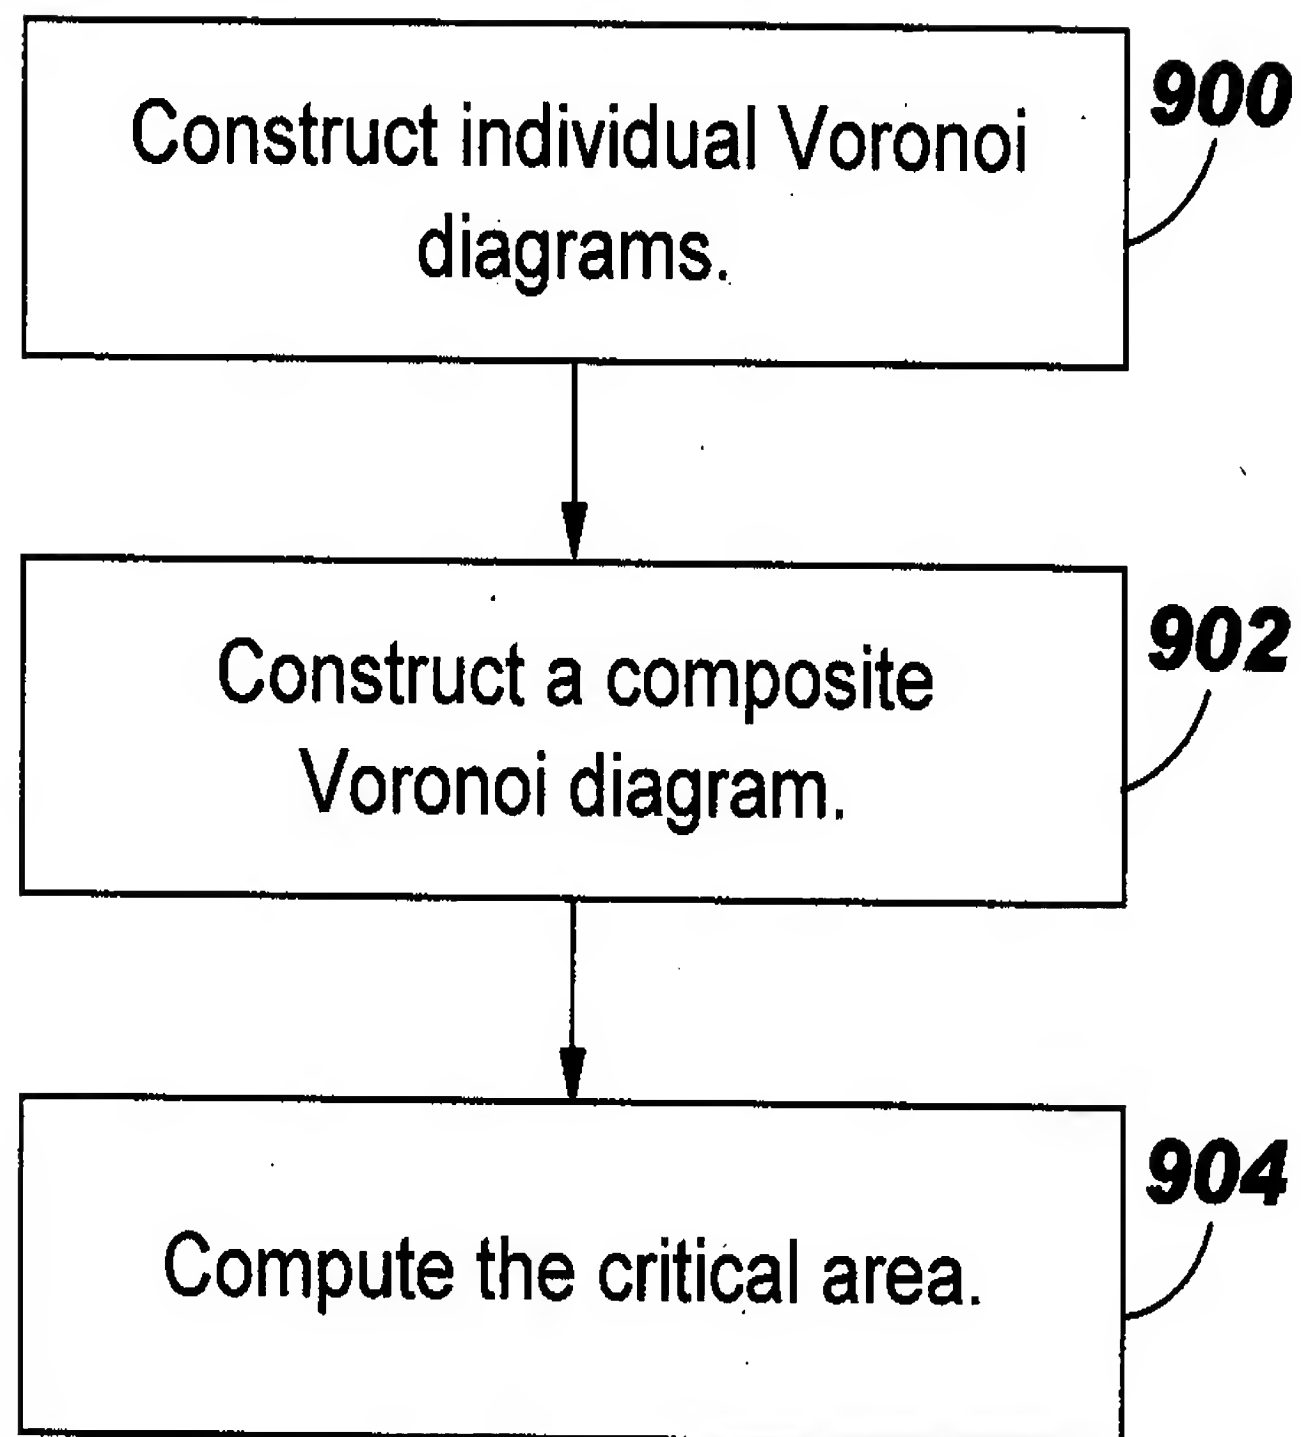 Construct individual Voronoi
diagrams.
900
Construct a composite
Voronoi diagram.
902
Compute the critical area.
904